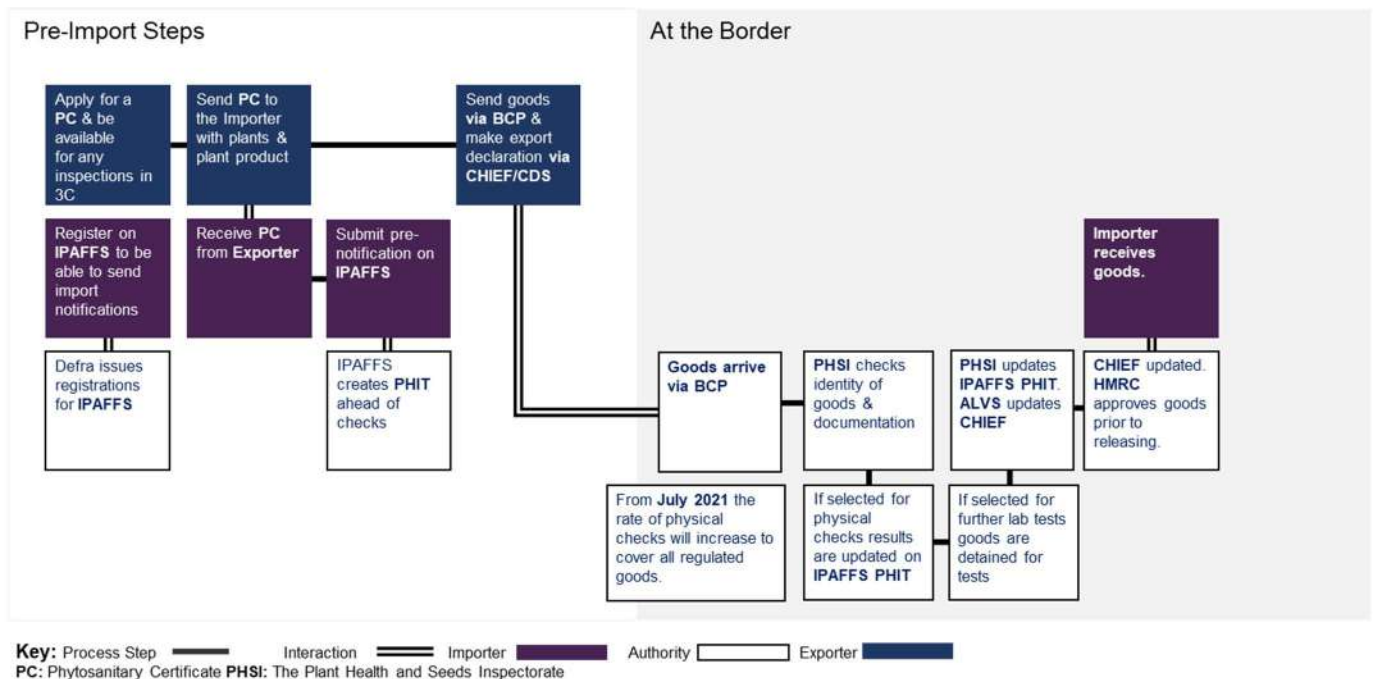 Pre-Import Steps
At the Border
Apply for a
PC & be
available
for any
inspections in
3C
Send PC to
the Importer
with plants &
plant product
Send goods
via BCP &
make export
declaration via
CHIEF/CDS
Register on
IPAFFS to be
able to send
import
notifications
Receive PC
from Exporter
Submit pre-
notification on
IPAFFS
Importer
receives
goods.
Defra issues
registrations
for IPAFFS
IPAFFS
creates PHIT
ahead of
checks
Goods arrive
via BCP
PHSI checks
identity of
goods &
documentation
PHSI updates
IPAFFS PHIT.
ALVS updates
CHIEF
CHIEF updated.
HMRC
approves goods
prior to
releasing.
From July 2021 the
rate of physical
checks will increase to
cover all regulated
goods.
If selected for
physical
checks results
are updated on
IPAFFS PHIT
If selected for
further lab tests
goods are
detained for
tests
Key: Process Step Interaction Importer Authority Exporter
PC: Phytosanitary Certificate PHSI: The Plant Health and Seeds Inspectorate